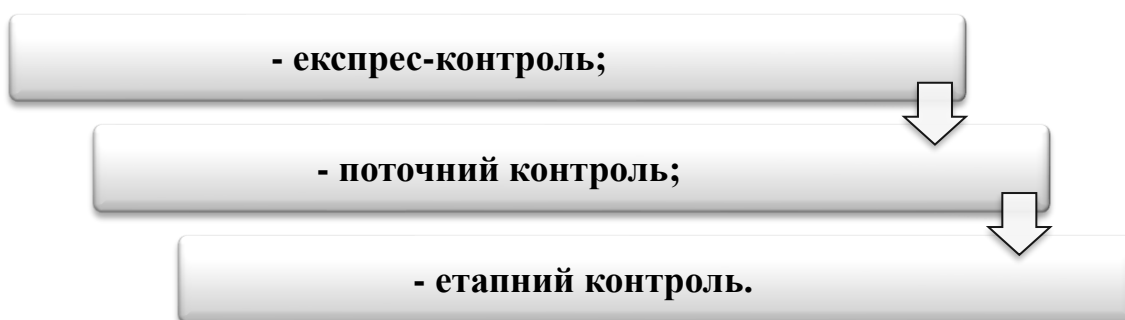 - експрес-контроль;
- поточний контроль;
- етапний контроль.